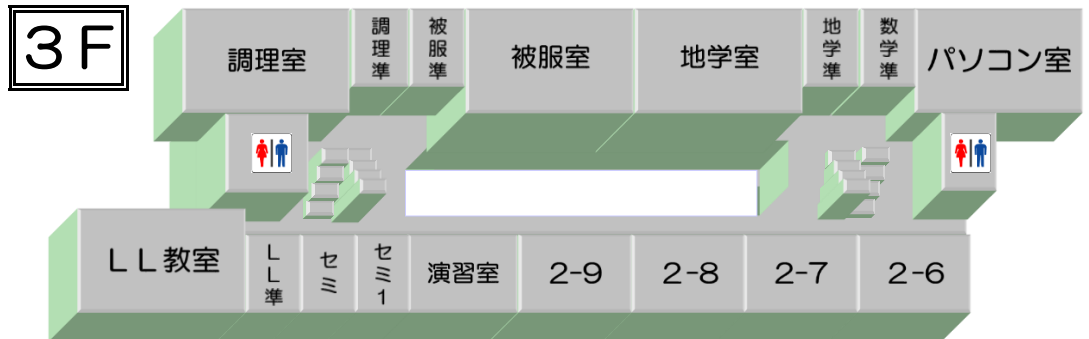 ３Ｆ
調理室
調理準
被服準
被服室
地学室
地学準
数学準
パソコン室
ＬＬ教室
ＬＬ準
セミ
セミ1
演習室
2-9
2-8
2-7
2-6